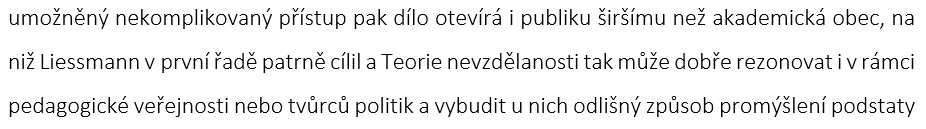 umožněný nekomplikovaný přístup pak dílo otevírá i publiku širšímu než akademická obec, na
niž Liessmann v první řadě patrně cílil a Teorie nevzdělanosti tak může dobře rezonovat i v rámci
pedagogické veřejnosti nebo tvůrců politik a vybudit u nich odlišný způsob promýšlení podstaty